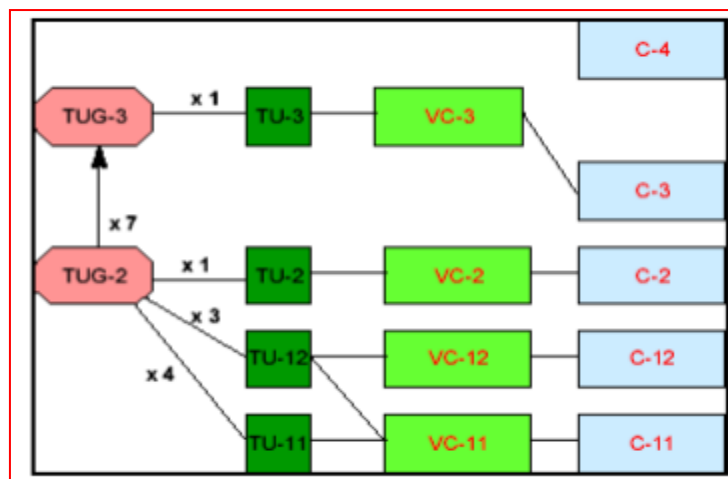 C-4
TUG-3
x 1
TU-3
VC-3
C-3
x 7
TUG-2
x 1
TU-2
VC-2
C-2
x 3
TU-12
VC-12
C-12
x 4
TU-11
VC-11
C-11